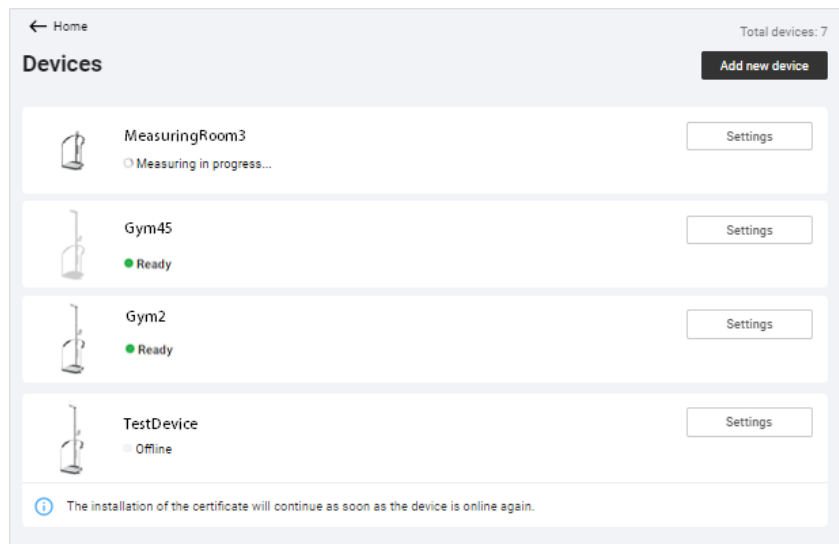 ← Home
Total devices: 7
Devices
Add new device
MeasuringRoom3
Settings
Measuring in progress...
Gym45
Settings
Ready
Gym2
Settings
Ready
TestDevice
Settings
Offline
The installation of the certificate will continue as soon as the device is online again.